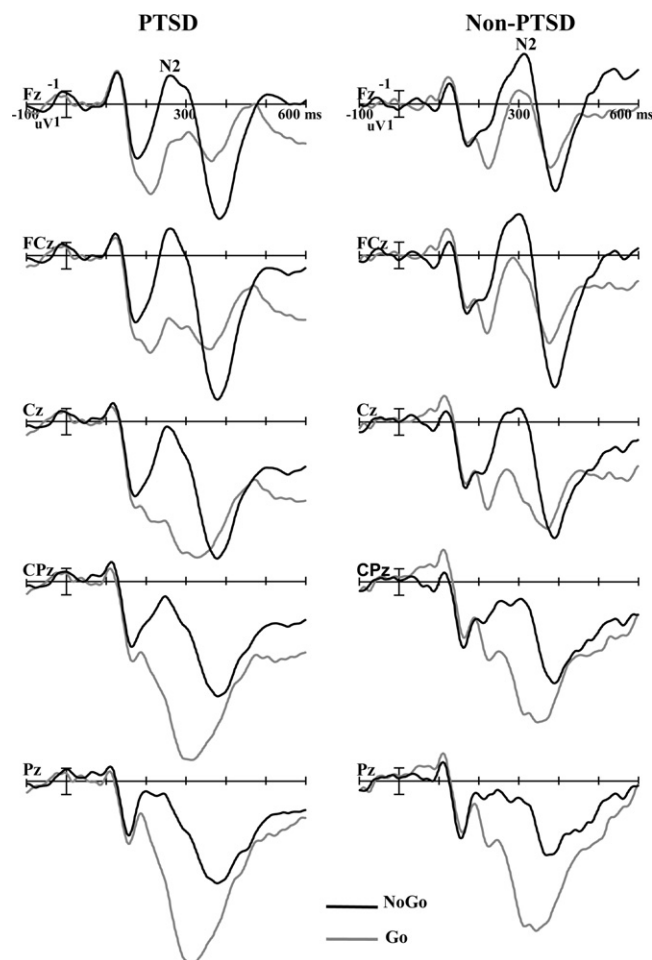 PTSD
Non-PTSD
N2
N2
Fz -1
-100 uV1 300 600 ms
Fz -1
-100 uV1 300 600 ms
FCz
FCz
Cz
Cz
CPz
CPz
Pz
Pz
NoGo
Go